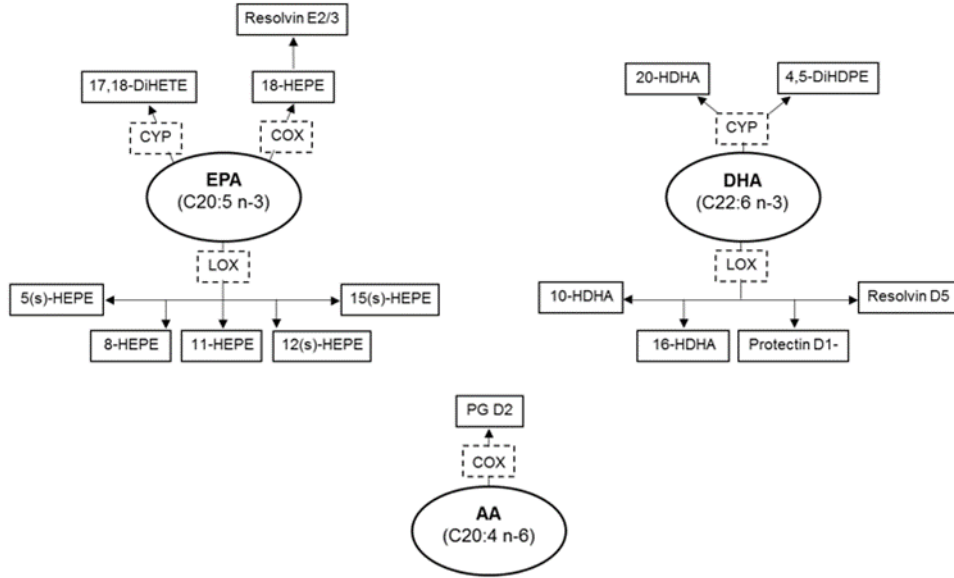 Resolvin E2/3
17,18-DiHETE
18-HEPE
CYP
COX
EPA
(C20:5 n-3)
LOX
5(s)-HEPE
15(s)-HEPE
8-HEPE
11-HEPE
12(s)-HEPE
20-HDHA
4,5-DiHDPE
CYP
DHA
(C22:6 n-3)
LOX
10-HDHA
Resolvin D5
16-HDHA
Protectin D1-
PG D2
COX
AA
(C20:4 n-6)